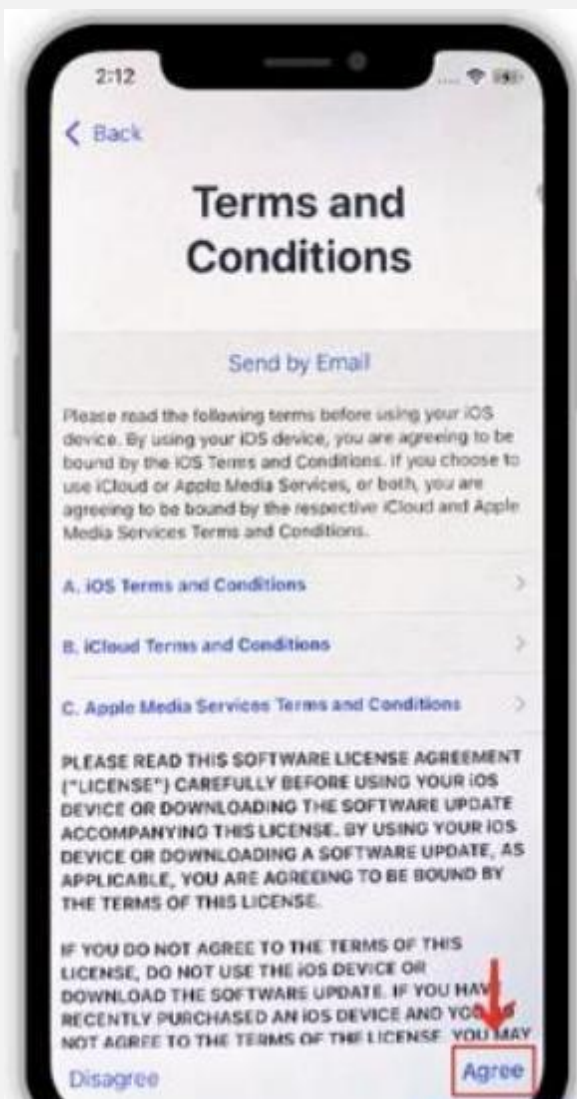 2:12
Back
Terms and
Conditions
Send by Email
Please read the following terms before using your iOS
device. By using your iOS device, you are agreeing to be
bound by the iOS Terms and Conditions. If you choose to
use iCloud or Apple Media Services, or both, you are
agreeing to be bound by the respective iCloud and Apple
Media Services Terms and Conditions.
A. iOS Terms and Conditions
B. iCloud Terms and Conditions
C. Apple Media Services Terms and Conditions
PLEASE READ THIS SOFTWARE LICENSE AGREEMENT
("LICENSE") CAREFULLY BEFORE USING YOUR iOS
DEVICE OR DOWNLOADING THE SOFTWARE UPDATE
ACCOMPANYING THIS LICENSE. BY USING YOUR iOS
DEVICE OR DOWNLOADING A SOFTWARE UPDATE, AS
APPLICABLE, YOU ARE AGREEING TO BE BOUND BY
THE TERMS OF THIS LICENSE.
IF YOU DO NOT AGREE TO THE TERMS OF THIS
LICENSE, DO NOT USE THE iOS DEVICE OR
DOWNLOAD THE SOFTWARE UPDATE. IF YOU HAVE
RECENTLY PURCHASED AN iOS DEVICE AND YOU
NOT AGREE TO THE TERMS OF THE LICENSE, YOU MAY
Disagree
Agree